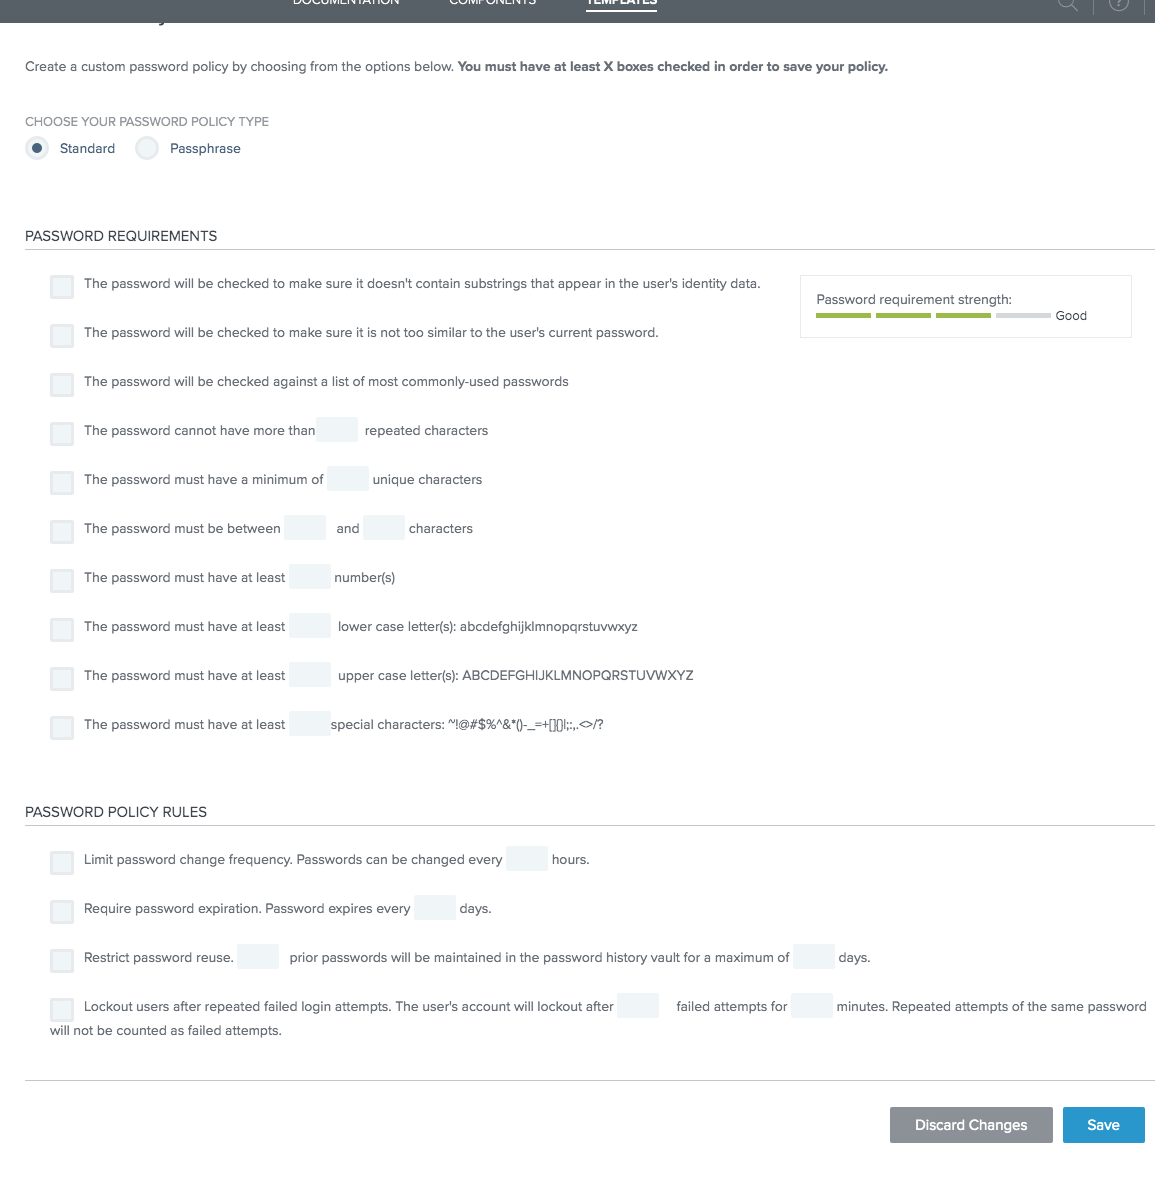 DOCUMENTATION COMPONENTS TEMPLATES
Create a custom password policy by choosing from the options below. You must have at least X boxes checked in order to save your policy.
CHOOSE YOUR PASSWORD POLICY TYPE
Standard Passphrase
PASSWORD REQUIREMENTS
The password will be checked to make sure it doesn't contain substrings that appear in the user's identity data.
Password requirement strength:
Good
The password will be checked to make sure it is not too similar to the user's current password.
The password will be checked against a list of most commonly-used passwords
The password cannot have more than repeated characters
The password must have a minimum of unique characters
The password must be between and characters
The password must have at least number(s)
The password must have at least lower case letter(s): abcdefghijklmnopqrstuvwxyz
The password must have at least upper case letter(s): ABCDEFGHIJKLMNOPQRSTUVWXYZ
The password must have at least special characters: ~!@#$%^&*()-_=+[]{}|;:,.<>/?
PASSWORD POLICY RULES
Limit password change frequency. Passwords can be changed every hours.
Require password expiration. Password expires every days.
Restrict password reuse. prior passwords will be maintained in the password history vault for a maximum of days.
Lockout users after repeated failed login attempts. The user's account will lockout after failed attempts for minutes. Repeated attempts of the same password
will not be counted as failed attempts.
Discard Changes Save